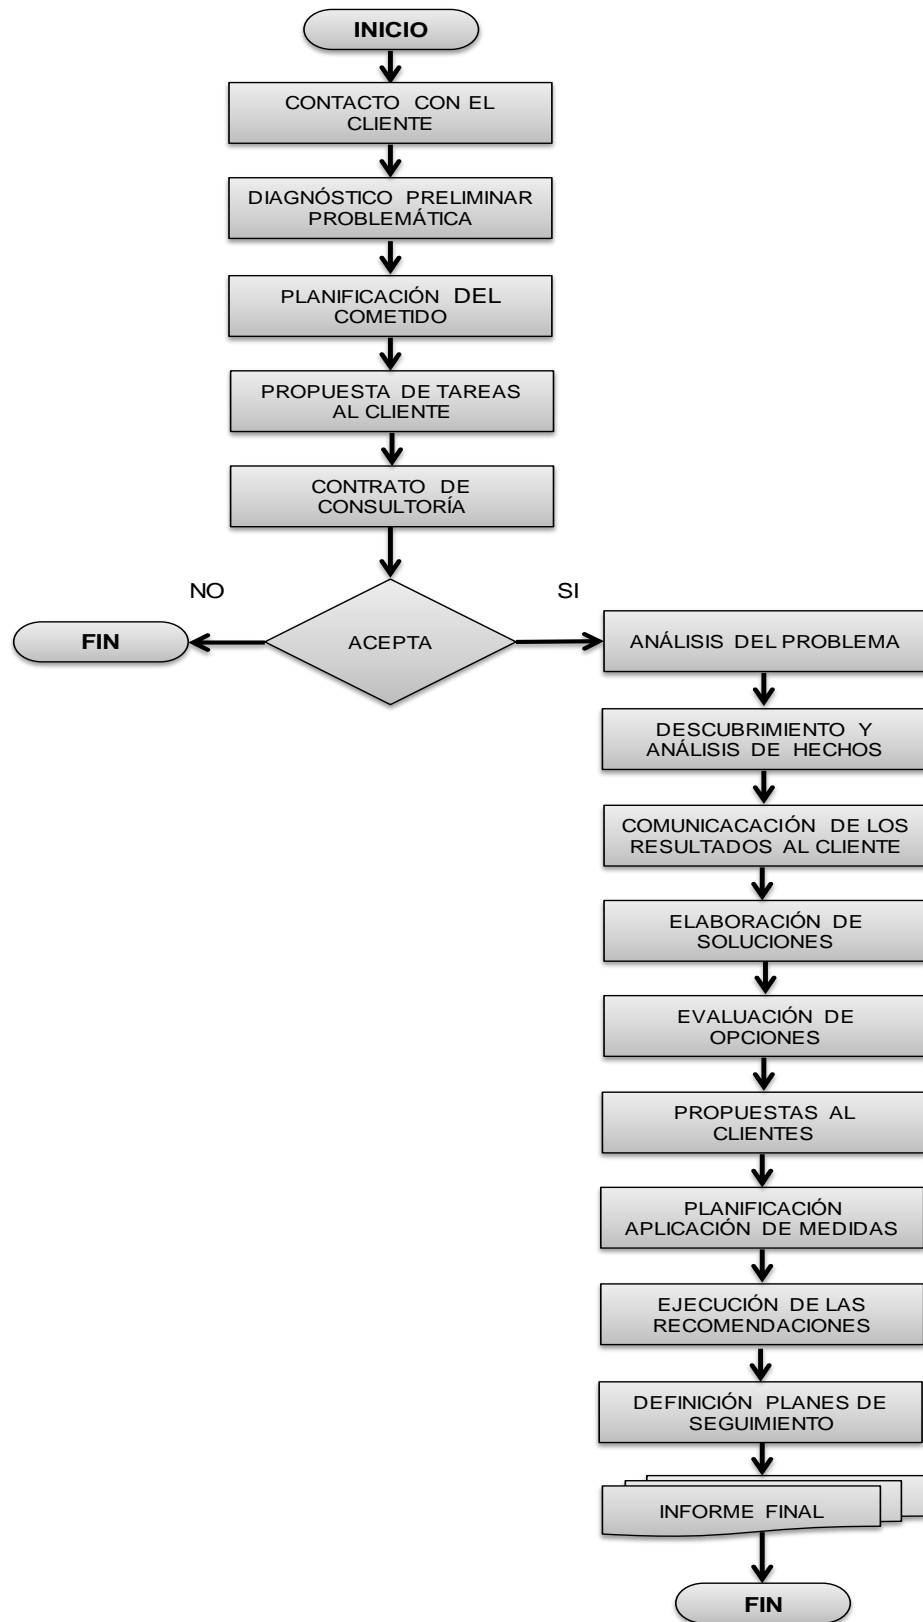 INICIO
CONTACTO CON EL
CLIENTE
DIAGNÓSTICO PRELIMINAR
PROBLEMÁTICA
PLANIFICACIÓN DEL
COMETIDO
PROPUESTA DE TAREAS
AL CLIENTE
CONTRATO DE
CONSULTORÍA
NO
SI
FIN
ACEPTA
ANÁLISIS DEL PROBLEMA
DESCUBRIMIENTO Y
ANÁLISIS DE HECHOS
COMUNICACACIÓN DE LOS
RESULTADOS AL CLIENTE
ELABORACIÓN DE
SOLUCIONES
EVALUACIÓN DE
OPCIONES
PROPUESTAS AL
CLIENTES
PLANIFICACIÓN
APLICACIÓN DE MEDIDAS
EJECUCIÓN DE LAS
RECOMENDACIONES
DEFINICIÓN PLANES DE
SEGUIMIENTO
INFORME FINAL
FIN